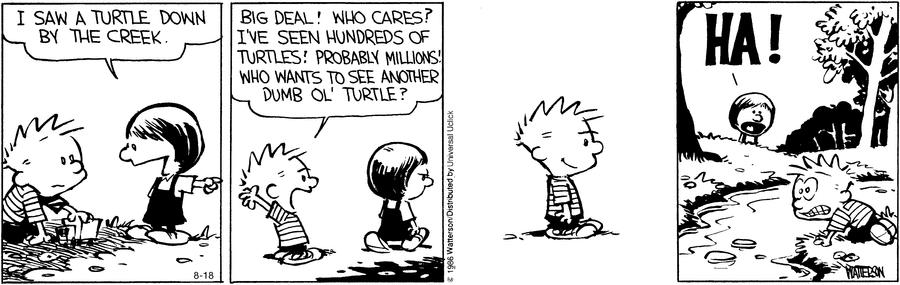 I SAW A TURTLE DOWN
BY THE CREEK.
8-18
BIG DEAL! WHO CARES?
I'VE SEEN HUNDREDS OF
TURTLES! PROBABLY MILLIONS!
WHO WANTS TO SEE ANOTHER
DUMB OL' TURTLE?
© 1986 Watterson/Distributed by Universal Uclick
HA!
WATTERSON